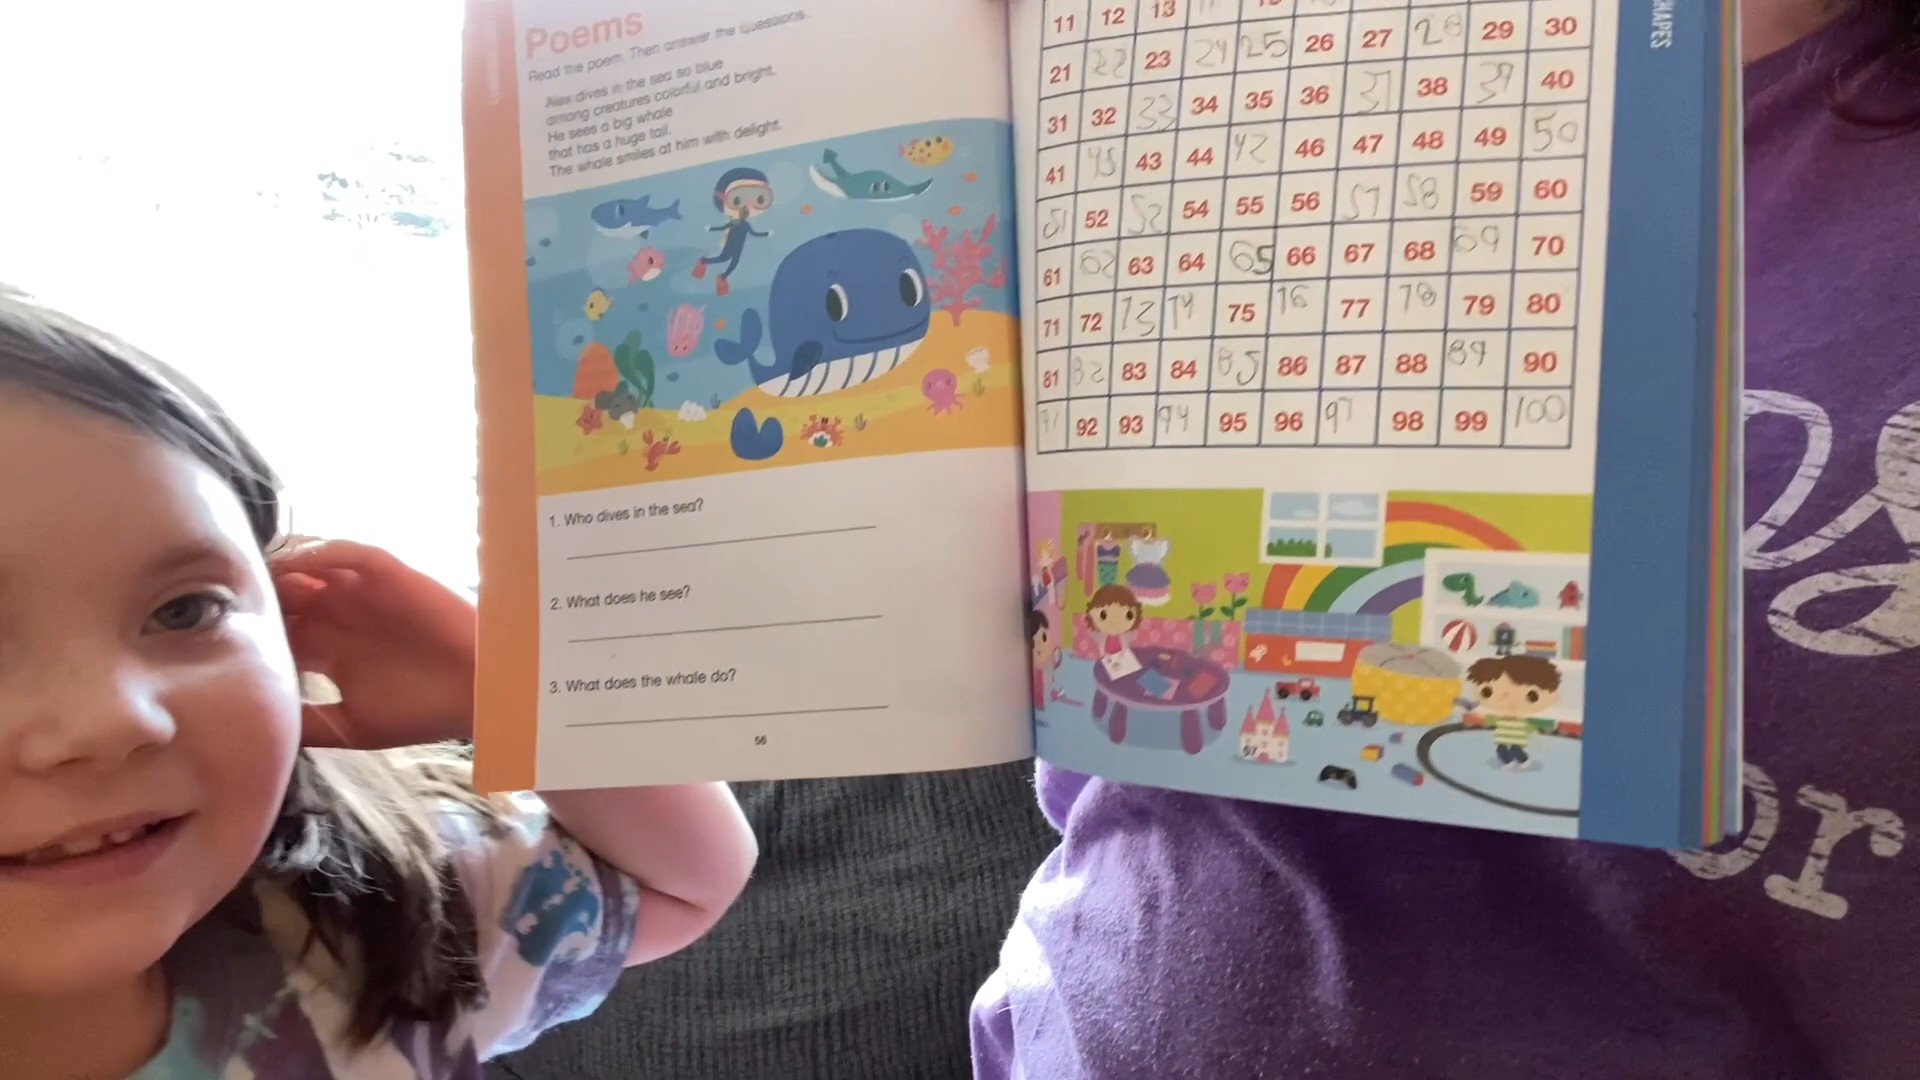 Poems
Read the poem. Then answer the questions.
Alex dives in the sea so blue
among creatures colorful and bright.
He sees a big whale
that has a huge tail.
The whale smiles at him with delight.
1. Who dives in the sea?
2. What does he see?
3. What does the whale do?
56
11 12 13
21 22 23 24 25 26 27 28 29 30
31 32 33 34 35 36 37 38 39 40
41 45 43 44 42 46 47 48 49 50
51 52 52 54 55 56 57 58 59 60
61 62 63 64 65 66 67 68 69 70
71 72 73 74 75 76 77 78 79 80
81 82 83 84 85 86 87 88 89 90
91 92 93 94 95 96 97 98 99 100
57
or